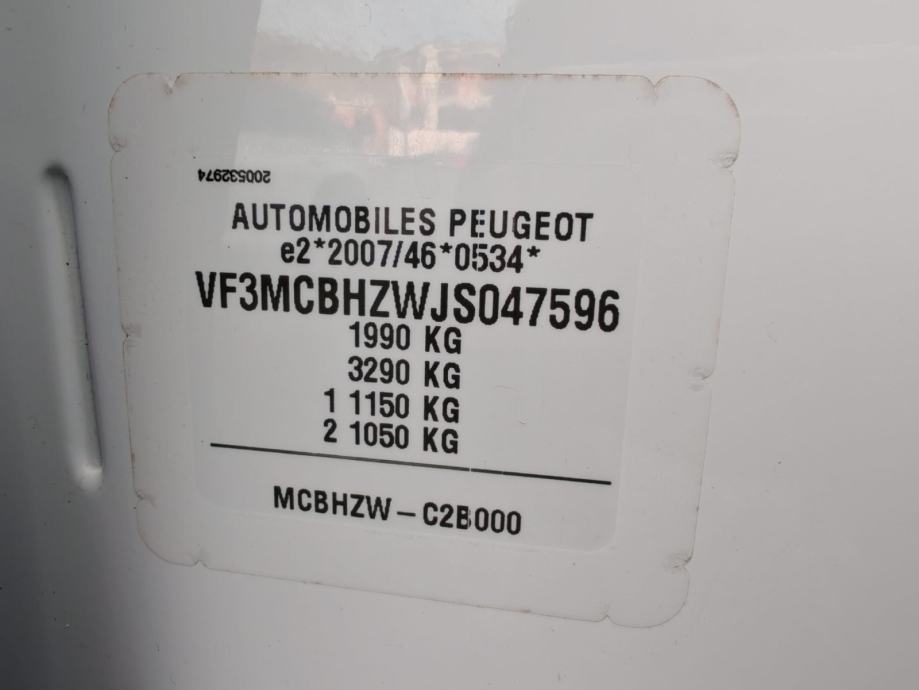 200532974
AUTOMOBILES PEUGEOT
e2*2007/46*0534*
VF3MCBHZWJS047596
1990 KG
3290 KG
1 1150 KG
2 1050 KG
MCBHZW – C2B000